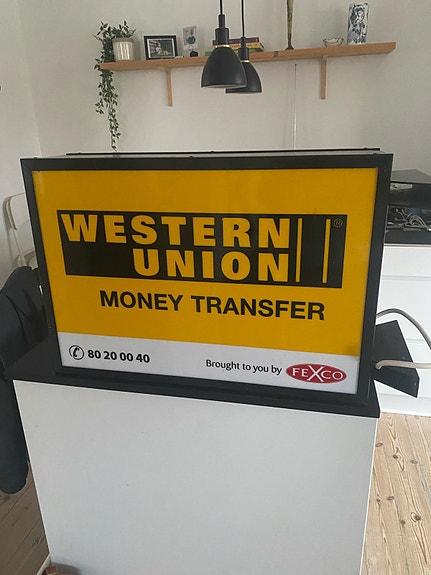 WESTERN
UNION ®
MONEY TRANSFER
80 20 00 40
Brought to you by FEXCO